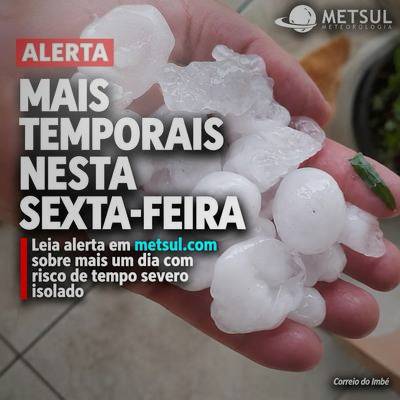 METSUL
METEOROLOGIA
ALERTA
MAIS
TEMPORAIS
NESTA
SEXTA-FEIRA
Leia alerta em metsul.com
sobre mais um dia com
risco de tempo severo
isolado
Correio do Imbé